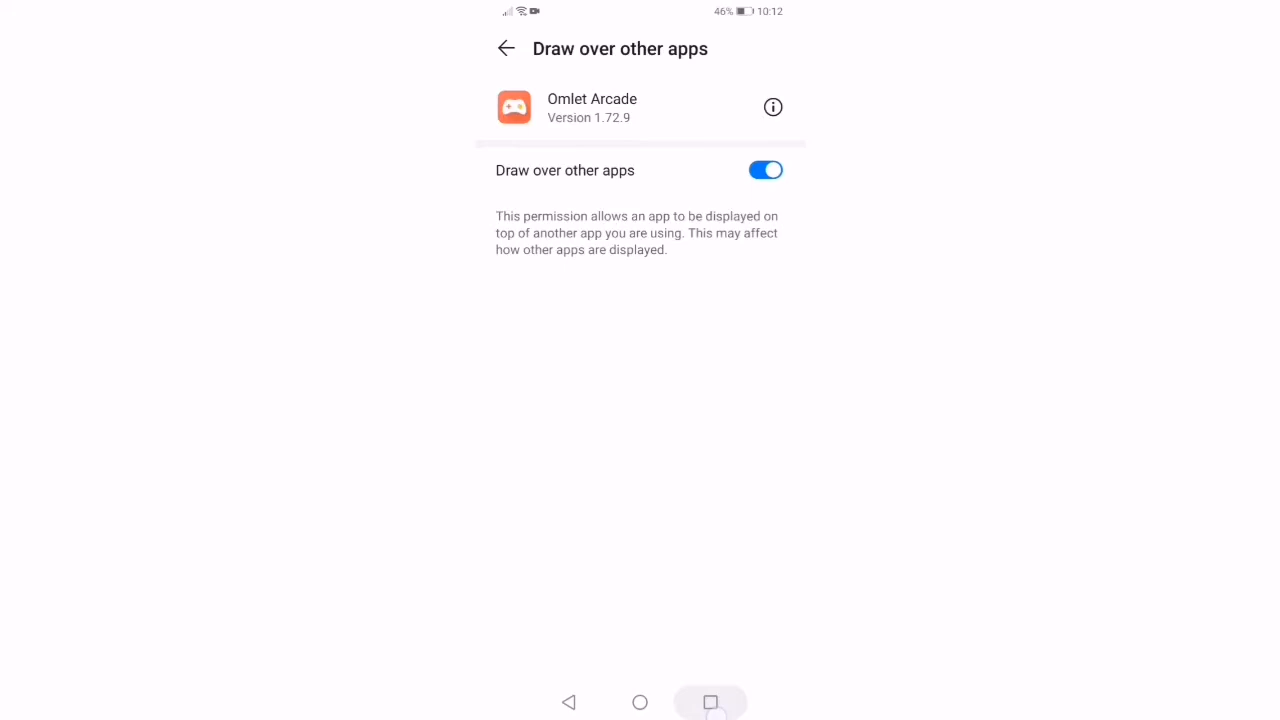 46% 10:12
Draw over other apps
Omlet Arcade
Version 1.72.9
Draw over other apps
This permission allows an app to be displayed on
top of another app you are using. This may affect
how other apps are displayed.